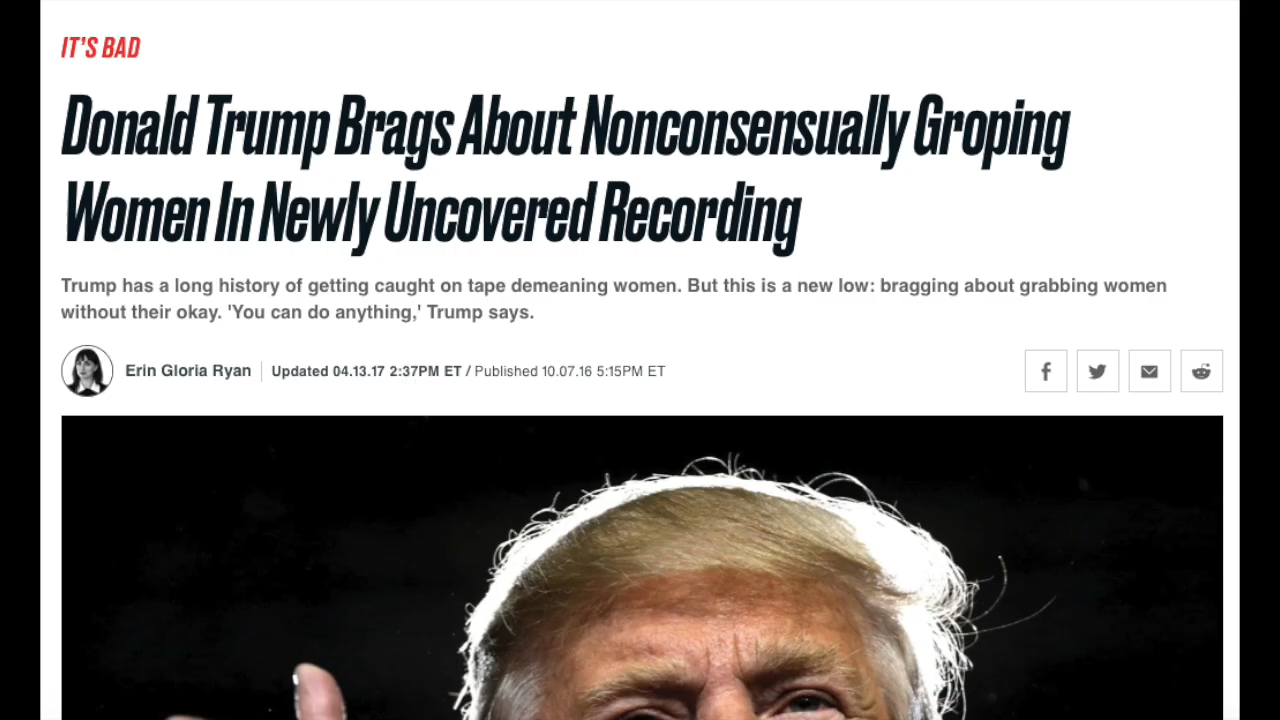 IT'S BAD
Donald Trump Brags About Nonconsensually Groping
Women In Newly Uncovered Recording
Trump has a long history of getting caught on tape demeaning women. But this is a new low: bragging about grabbing women
without their okay. 'You can do anything,' Trump says.
Erin Gloria Ryan
Updated 04.13.17 2:37PM ET / Published 10.07.16 5:15PM ET